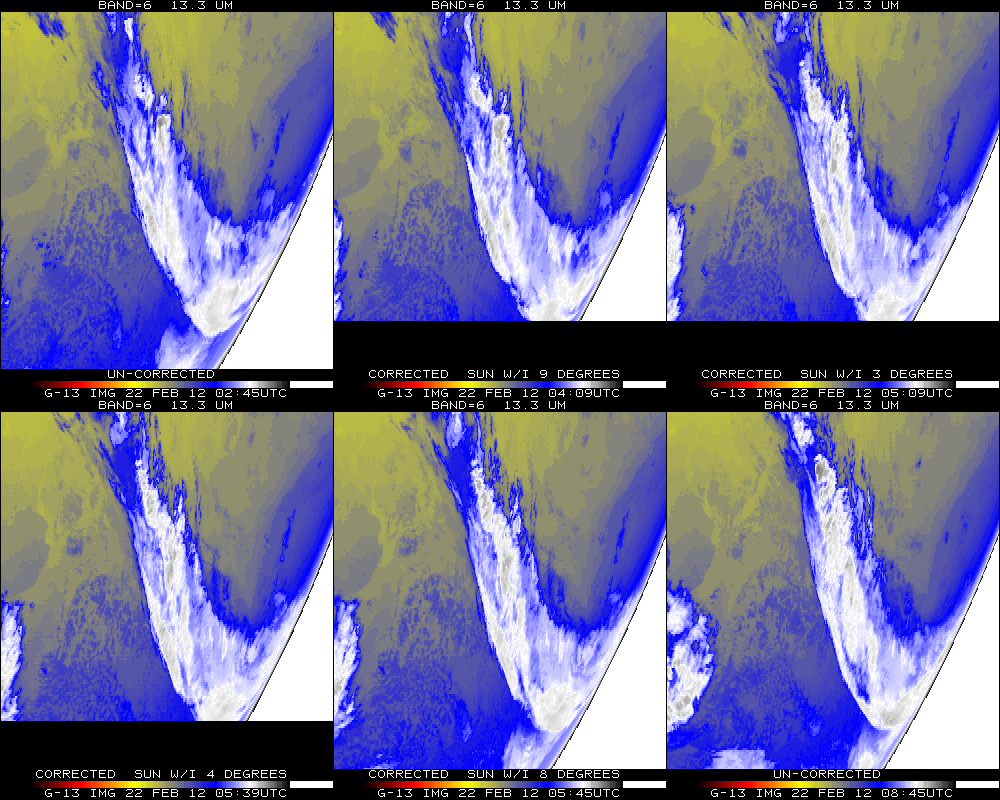 BAND=6 13.3 UM
UN-CORRECTED
G-13 IMG 22 FEB 12 02:45UTC
BAND=6 13.3 UM
CORRECTED SUN W/I 9 DEGREES
G-13 IMG 22 FEB 12 04:09UTC
BAND=6 13.3 UM
CORRECTED SUN W/I 3 DEGREES
G-13 IMG 22 FEB 12 05:09UTC
BAND=6 13.3 UM
CORRECTED SUN W/I 4 DEGREES
G-13 IMG 22 FEB 12 05:39UTC
BAND=6 13.3 UM
CORRECTED SUN W/I 8 DEGREES
G-13 IMG 22 FEB 12 05:45UTC
BAND=6 13.3 UM
UN-CORRECTED
G-13 IMG 22 FEB 12 08:45UTC